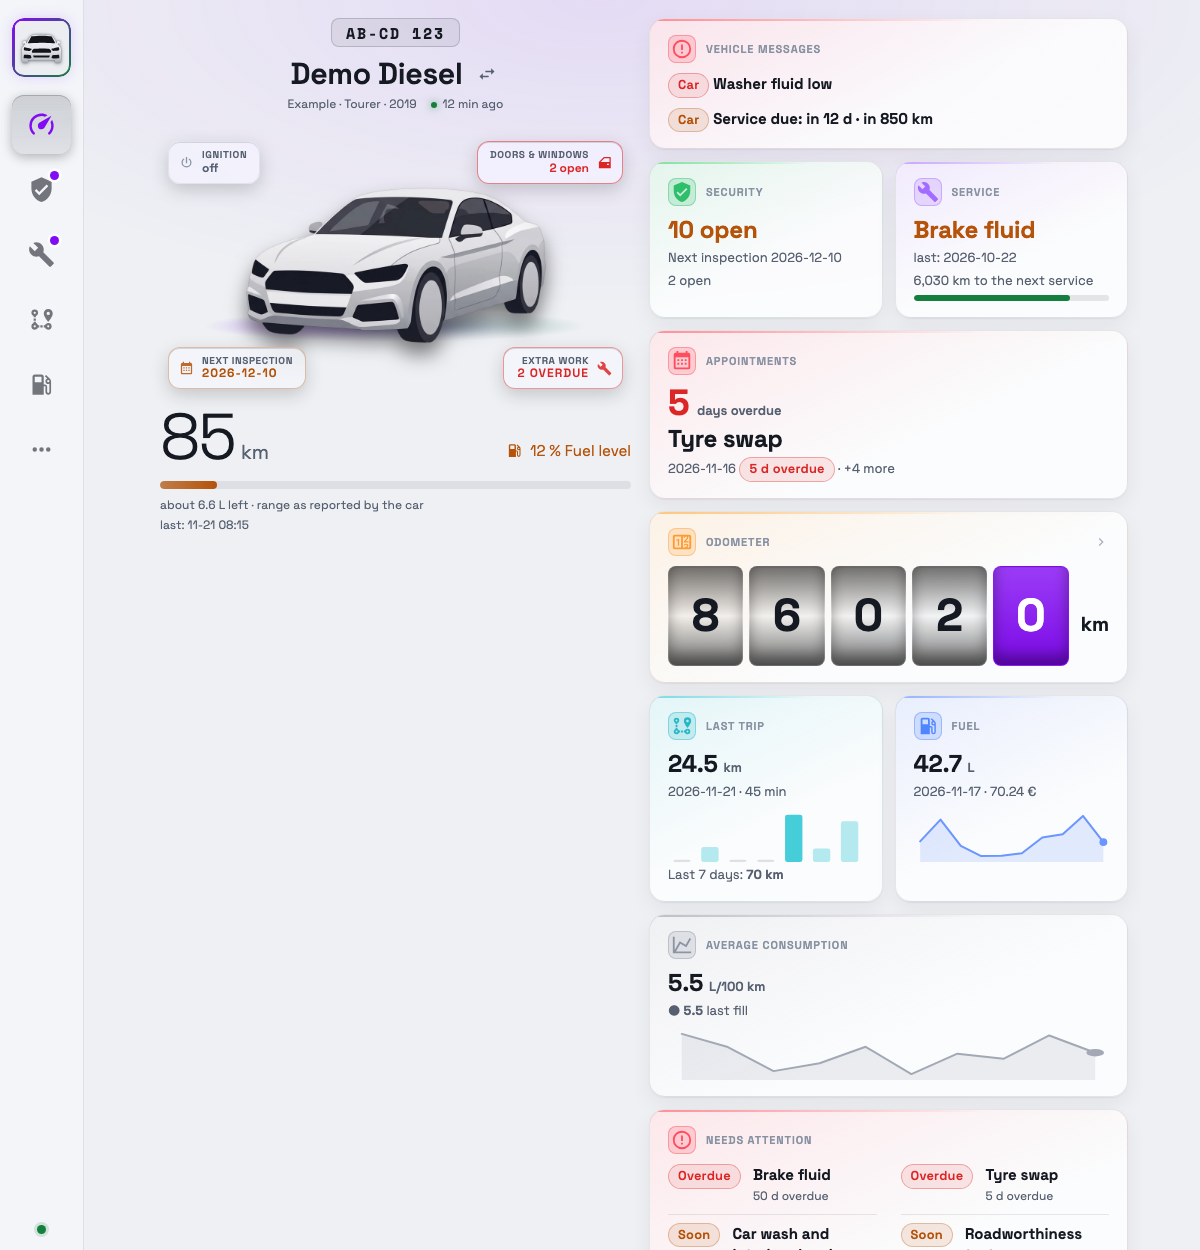 AB-CD 123
Demo Diesel
Example · Tourer · 2019 12 min ago
IGNITION
off
DOORS & WINDOWS
2 open
NEXT INSPECTION
2026-12-10
EXTRA WORK
2 OVERDUE
85 km
12 % Fuel level
about 6.6 L left · range as reported by the car
last: 11-21 08:15
VEHICLE MESSAGES
Car Washer fluid low
Car Service due: in 12 d · in 850 km
SECURITY
10 open
Next inspection 2026-12-10
2 open
SERVICE
Brake fluid
last: 2026-10-22
6,030 km to the next service
APPOINTMENTS
5 days overdue
Tyre swap
2026-11-16 5 d overdue · +4 more
ODOMETER
8 6 0 2 0 km
LAST TRIP
24.5 km
2026-11-21 · 45 min
Last 7 days: 70 km
FUEL
42.7 L
2026-11-17 · 70.24 €
AVERAGE CONSUMPTION
5.5 L/100 km
5.5 last fill
NEEDS ATTENTION
Overdue Brake fluid
50 d overdue
Overdue Tyre swap
5 d overdue
Soon Car wash and
Soon Roadworthiness